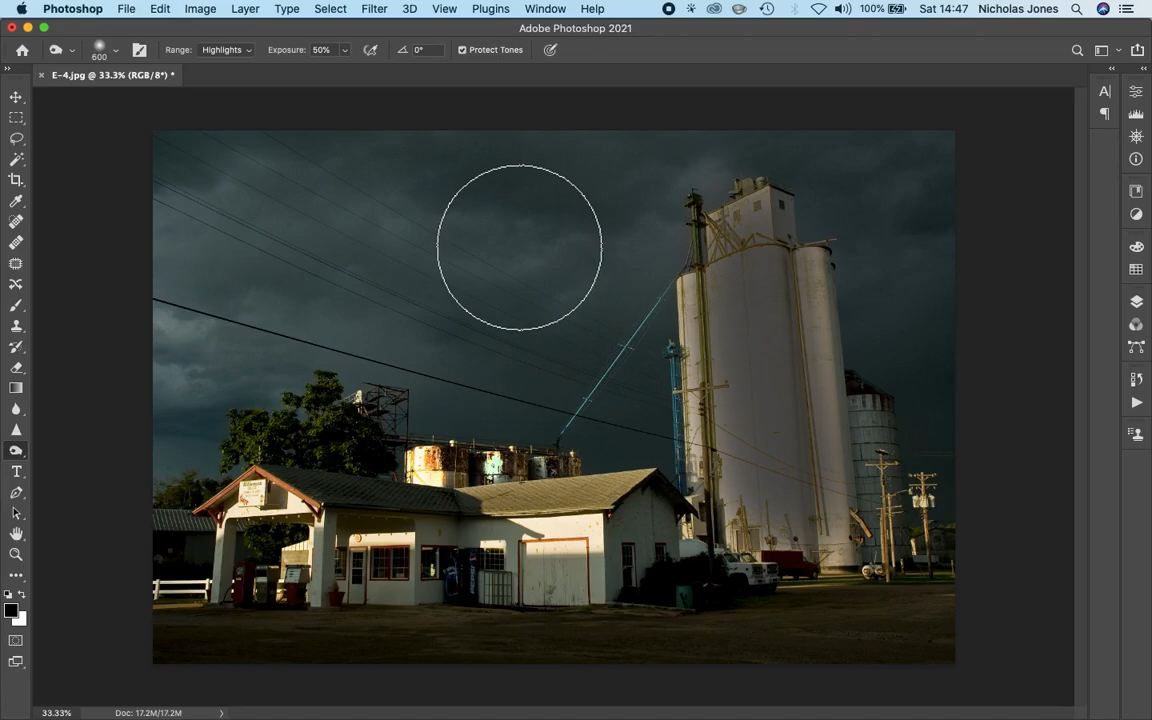 Photoshop File Edit Image Layer Type Select Filter 3D View Plugins Window Help 100% Sat 14:47 Nicholas Jones
Adobe Photoshop 2021
600 Range: Highlights Exposure: 50% 0° Protect Tones
× E-4.jpg @ 33.3% (RGB/8*) *
33.33% Doc: 17.2M/17.2M